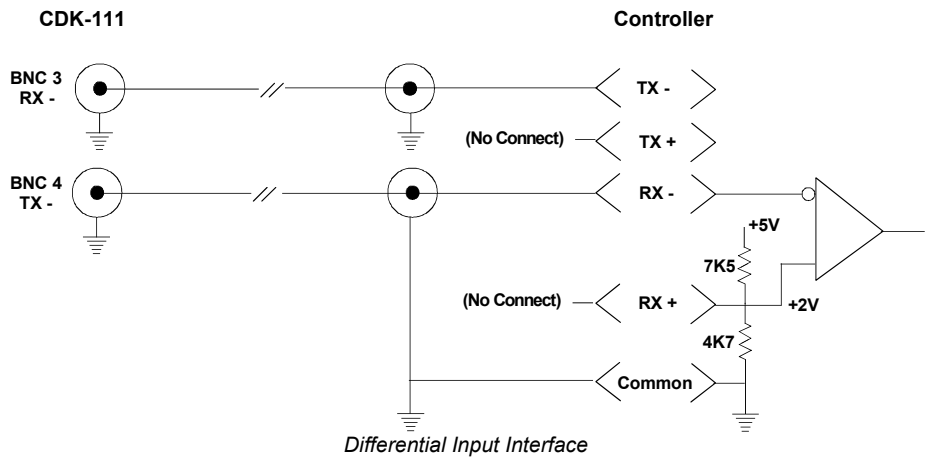 CDK-111
Controller
BNC 3
RX -
TX -
(No Connect)
TX +
BNC 4
TX -
RX -
+5V
7K5
(No Connect)
RX +
+2V
4K7
Common
Differential Input Interface